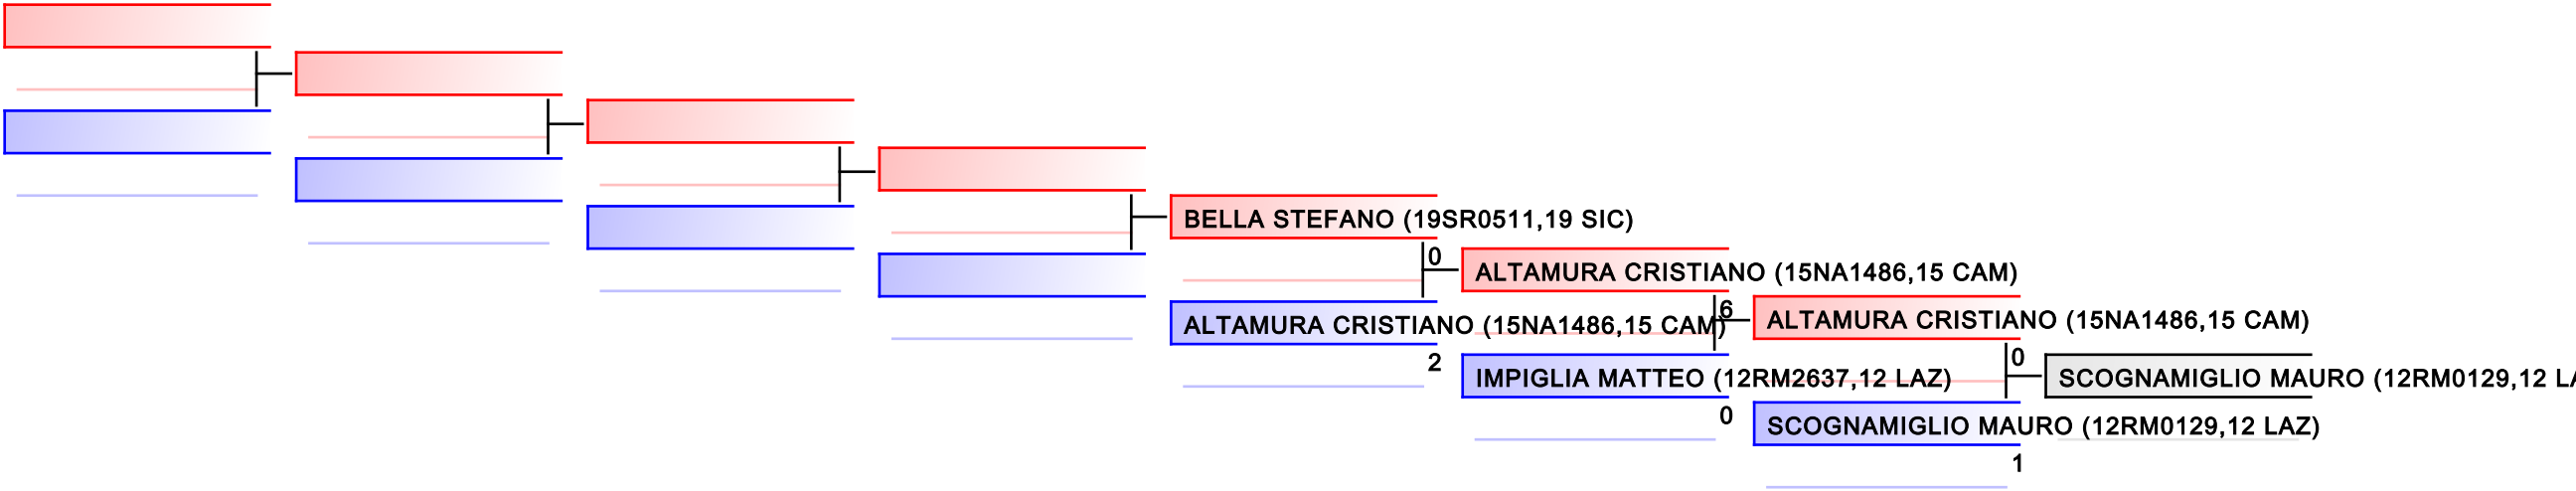 BELLA STEFANO (19SR0511,19 SIC)
0
ALTAMURA CRISTIANO (15NA1486,15 CAM)
6
ALTAMURA CRISTIANO (15NA1486,15 CAM)
ALTAMURA CRISTIANO (15NA1486,15 CAM)
2
0
IMPIGLIA MATTEO (12RM2637,12 LAZ)
SCOGNAMIGLIO MAURO (12RM0129,12 LA
0
SCOGNAMIGLIO MAURO (12RM0129,12 LAZ)
1